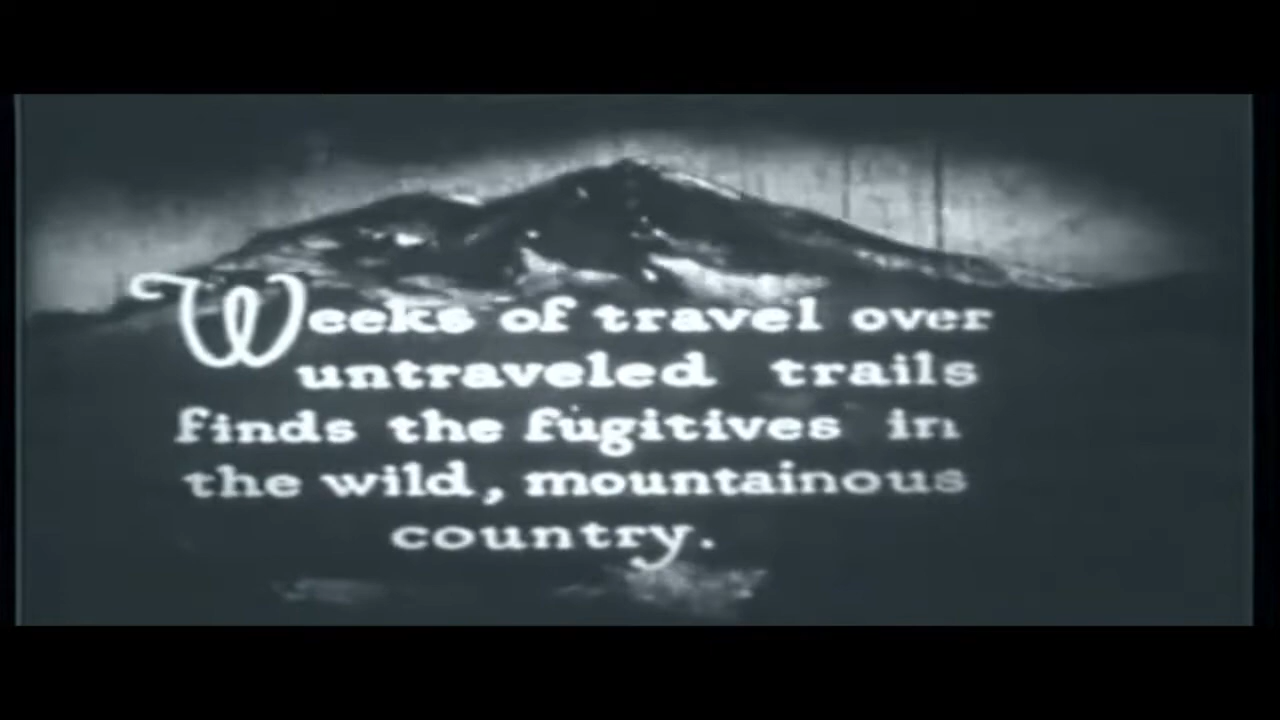 Weeks of travel over
untraveled trails
finds the fugitives in
the wild, mountainous
country.